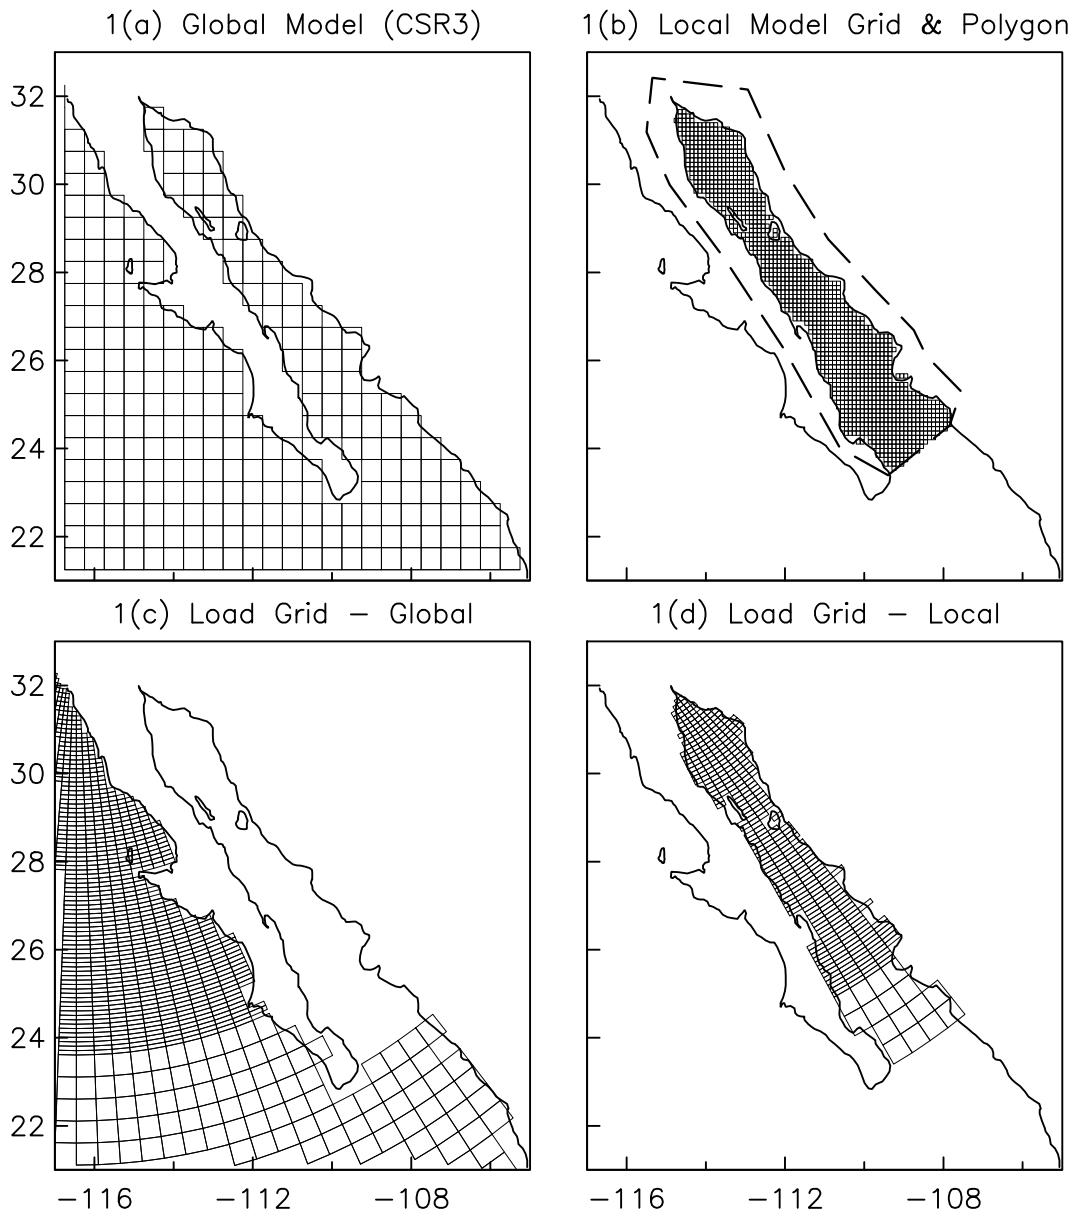 1(a) Global Model (CSR3)
1(b) Local Model Grid & Polygon
32
30
28
26
24
22
1(c) Load Grid – Global
1(d) Load Grid – Local
32
30
28
26
24
22
−116 −112 −108
−116 −112 −108